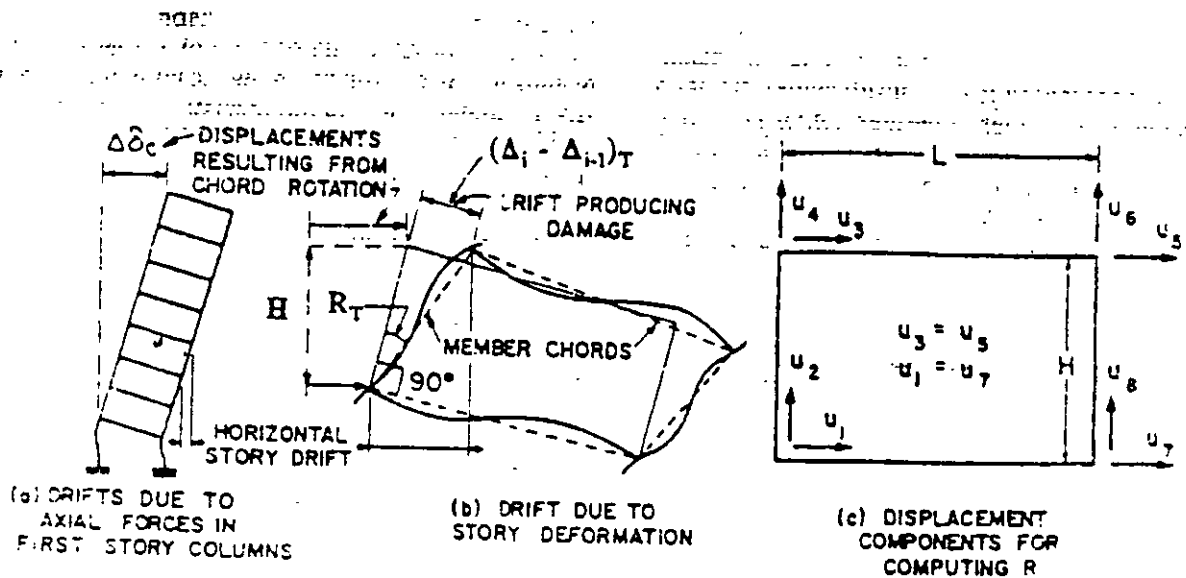 Δδ̂c
DISPLACEMENTS
RESULTING FROM
CHORD ROTATION
(Δi - Δi-1)T
DRIFT PRODUCING
DAMAGE
H
RT
MEMBER CHORDS
90°
HORIZONTAL
STORY DRIFT
(a) DRIFTS DUE TO
AXIAL FORCES IN
FIRST STORY COLUMNS
(b) DRIFT DUE TO
STORY DEFORMATION
L
u4
u3
u6
u5
u3 = u5
u1 = u7
H
u2
u1
u8
u7
(c) DISPLACEMENT
COMPONENTS FOR
COMPUTING R